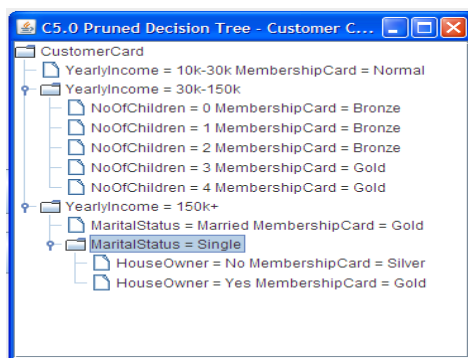 C5.0 Pruned Decision Tree - Customer C...
CustomerCard
YearlyIncome = 10k-30k MembershipCard = Normal
YearlyIncome = 30k-150k
NoOfChildren = 0 MembershipCard = Bronze
NoOfChildren = 1 MembershipCard = Bronze
NoOfChildren = 2 MembershipCard = Bronze
NoOfChildren = 3 MembershipCard = Gold
NoOfChildren = 4 MembershipCard = Gold
YearlyIncome = 150k+
MaritalStatus = Married MembershipCard = Gold
MaritalStatus = Single
HouseOwner = No MembershipCard = Silver
HouseOwner = Yes MembershipCard = Gold